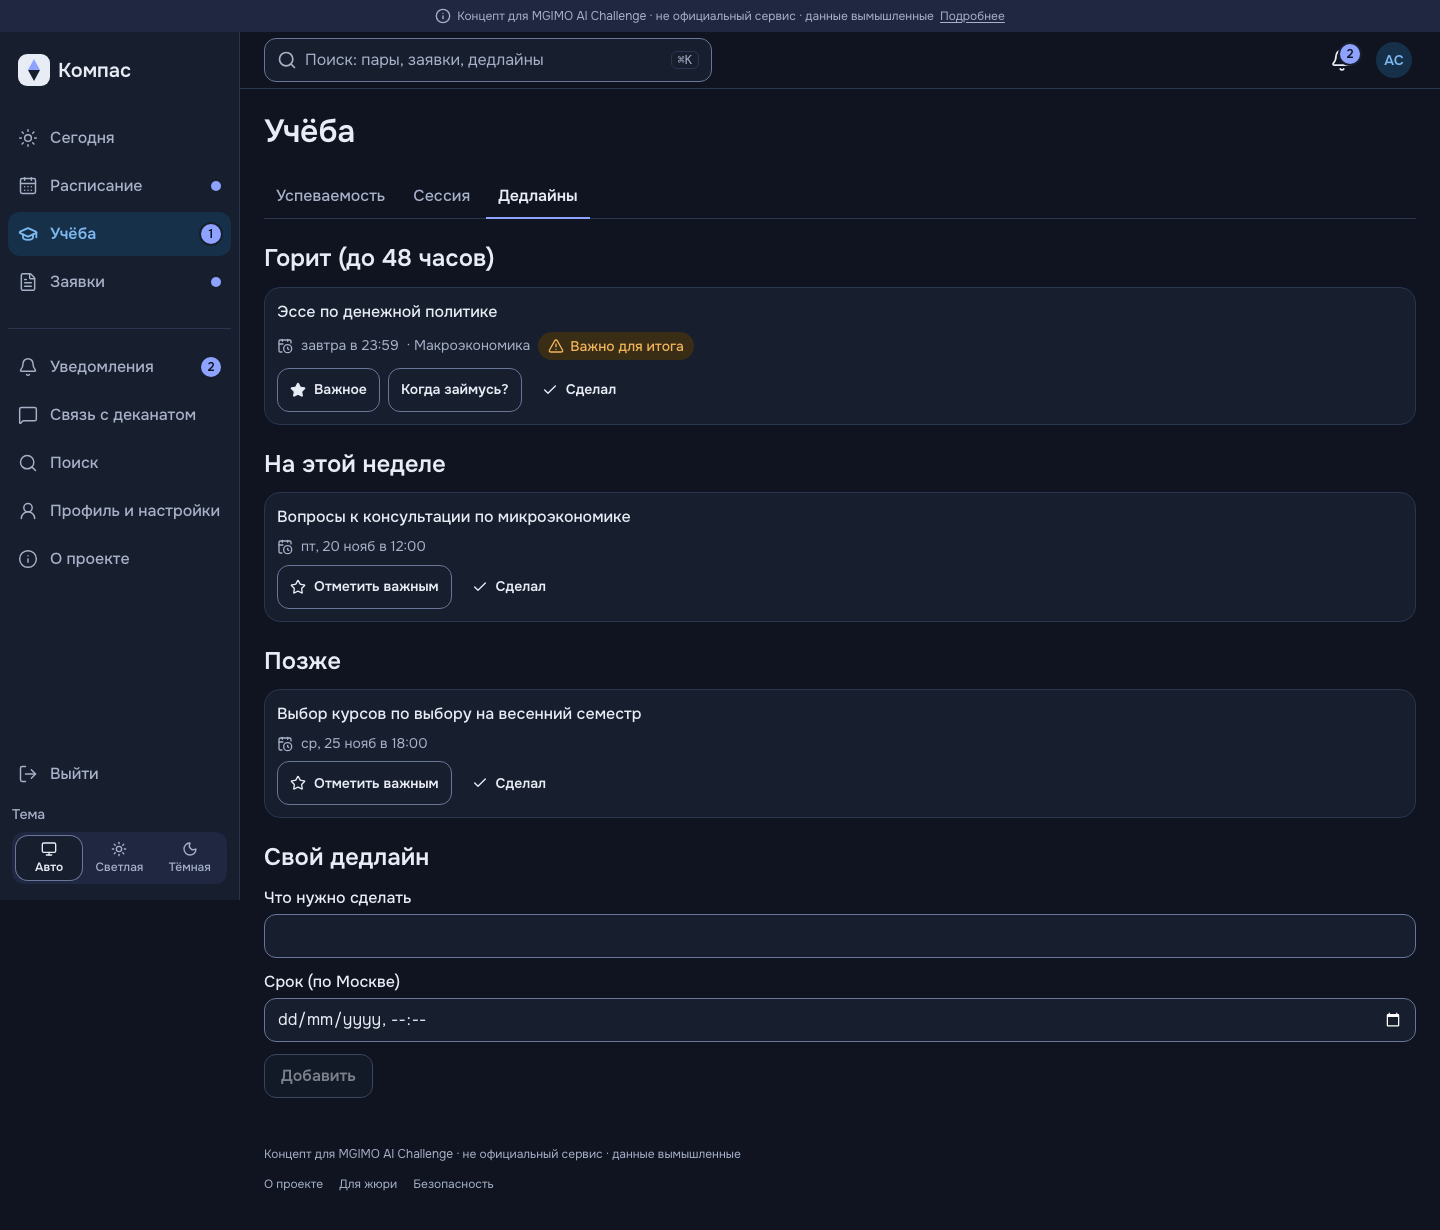 Концепт для MGIMO AI Challenge · не официальный сервис · данные вымышленные Подробнее
Компас
Поиск: пары, заявки, дедлайны
⌘K
2
АС
Сегодня
Расписание
Учёба
1
Заявки
Уведомления
2
Связь с деканатом
Поиск
Профиль и настройки
О проекте
Выйти
Тема
Авто
Светлая
Тёмная
Учёба
Успеваемость
Сессия
Дедлайны
Горит (до 48 часов)
Эссе по денежной политике
завтра в 23:59 · Макроэкономика
Важно для итога
Важное
Когда займусь?
Сделал
На этой неделе
Вопросы к консультации по микроэкономике
пт, 20 нояб в 12:00
Отметить важным
Сделал
Позже
Выбор курсов по выбору на весенний семестр
ср, 25 нояб в 18:00
Отметить важным
Сделал
Свой дедлайн
Что нужно сделать
Срок (по Москве)
dd/mm/yyyy, --:--
Добавить
Концепт для MGIMO AI Challenge · не официальный сервис · данные вымышленные
О проекте
Для жюри
Безопасность